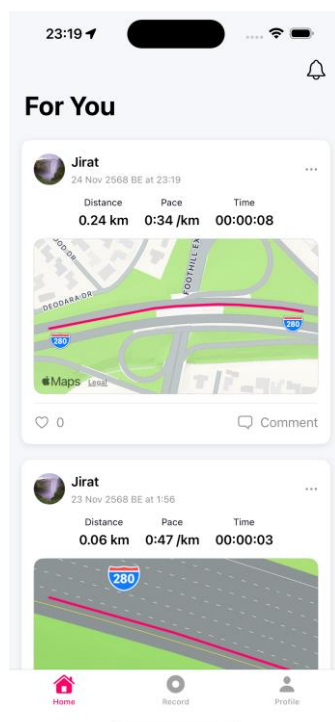 23:19
For You
Jirat
24 Nov 2568 BE at 23:19
Distance Pace Time
0.24 km 0:34 /km 00:00:08
OOD DR
FOOTHILL EX
DEODARA DR
280
280
Maps Legal
0 Comment
Jirat
23 Nov 2568 BE at 1:56
Distance Pace Time
0.06 km 0:47 /km 00:00:03
280
Home Record Profile